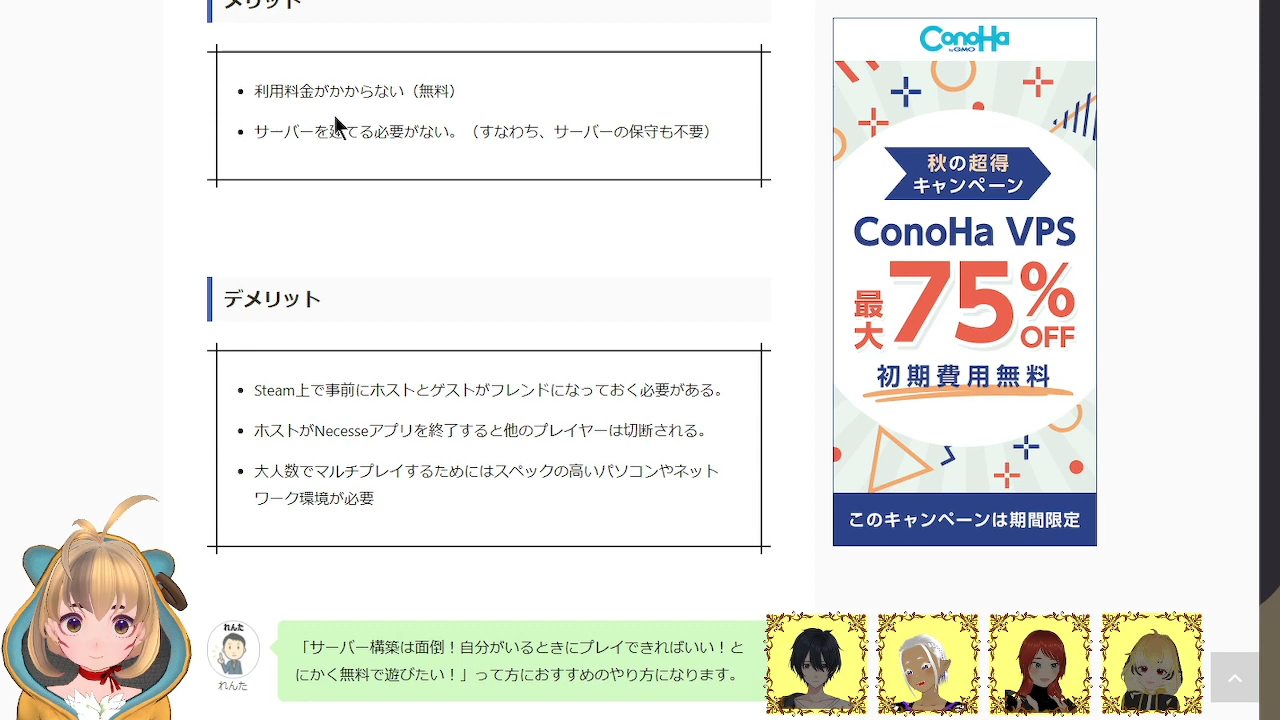 メリット
利用料金がかからない（無料）
サーバーを建てる必要がない。（すなわち、サーバーの保守も不要）
デメリット
Steam上で事前にホストとゲストがフレンドになっておく必要がある。
ホストがNecesseアプリを終了すると他のプレイヤーは切断される。
大人数でマルチプレイするためにはスペックの高いパソコンやネット
ワーク環境が必要
れんた
れんた
「サーバー構築は面倒！自分がいるときにプレイできればいい！と
にかく無料で遊びたい！」って方におすすめのやり方になります。
ConoHa
by GMO
秋の超得
キャンペーン
ConoHa VPS
最大75%OFF
初期費用無料
このキャンペーンは期間限定